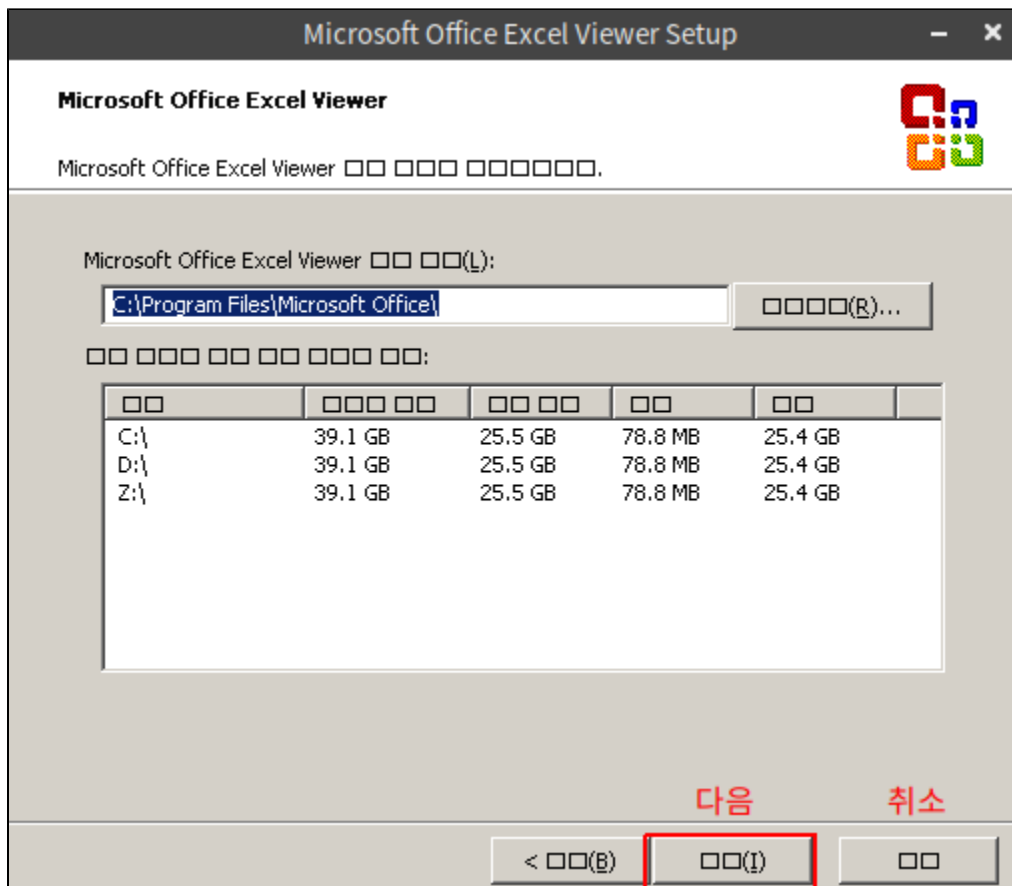 Microsoft Office Excel Viewer Setup
Microsoft Office Excel Viewer
Microsoft Office Excel Viewer □□ □□□ □□□□□□.
Microsoft Office Excel Viewer □□ □□(L):
C:\Program Files\Microsoft Office\
□□□□(R)...
□□ □□□ □□ □□ □□□ □□:
□□ □□□ □□ □□ □□ □□ □□
C:\ 39.1 GB 25.5 GB 78.8 MB 25.4 GB
D:\ 39.1 GB 25.5 GB 78.8 MB 25.4 GB
Z:\ 39.1 GB 25.5 GB 78.8 MB 25.4 GB
다음 취소
< □□(B) □□(I) □□